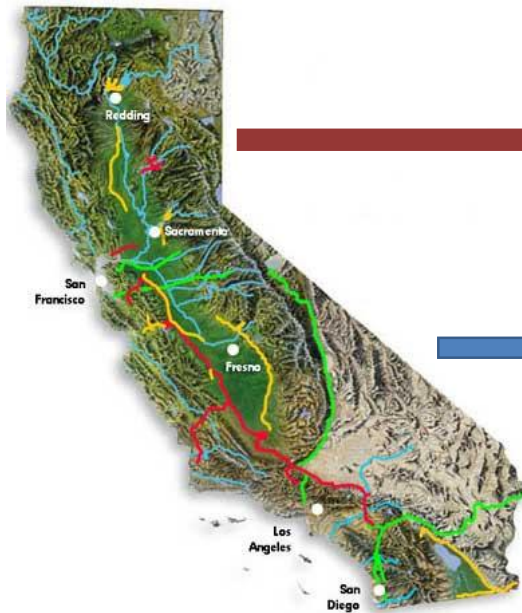 Redding
Sacramento
San
Francisco
Fresno
Los
Angeles
San
Diego